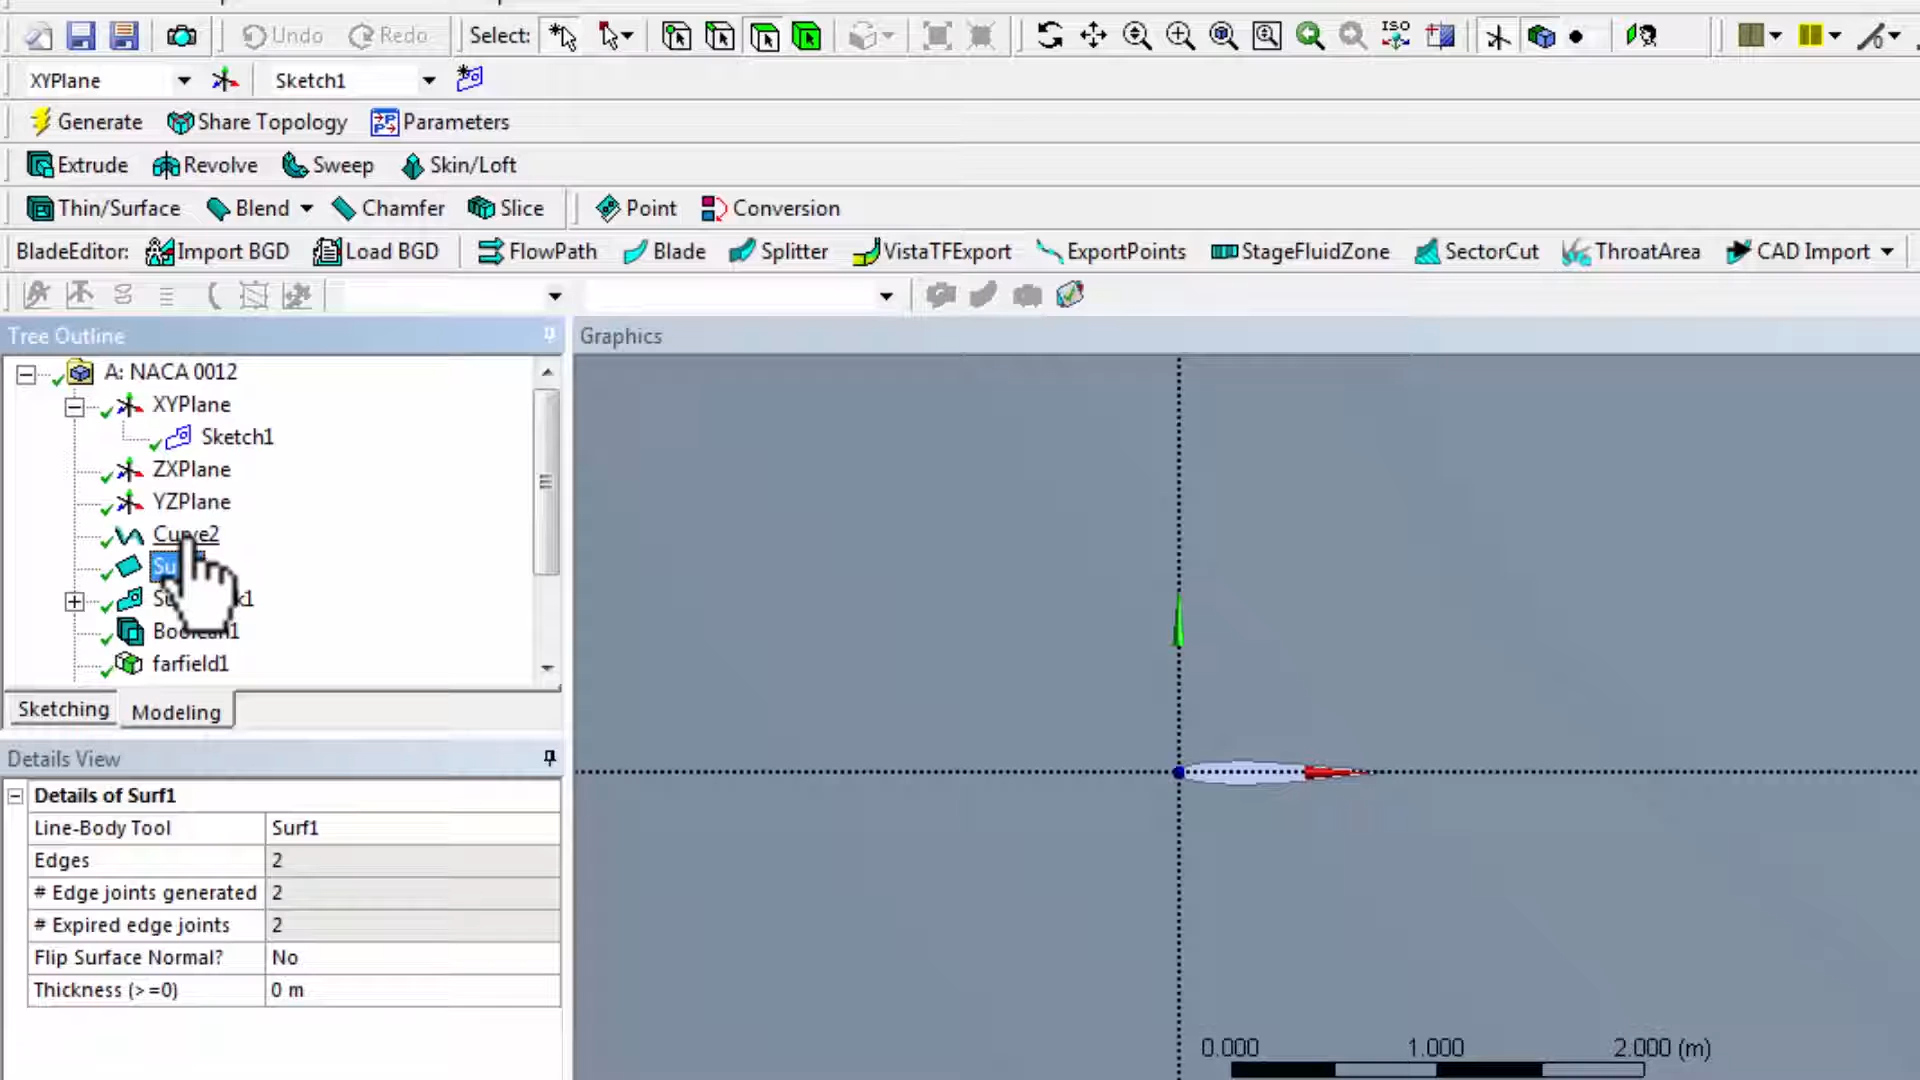 Undo Redo Select: ISO
XYPlane Sketch1
Generate Share Topology Parameters
Extrude Revolve Sweep Skin/Loft
Thin/Surface Blend Chamfer Slice Point Conversion
BladeEditor: Import BGD Load BGD FlowPath Blade Splitter VistaTFExport ExportPoints StageFluidZone SectorCut ThroatArea CAD Import
Tree Outline
Graphics
A: NACA 0012
XYPlane
Sketch1
ZXPlane
YZPlane
Curve2
Boolean1
farfield1
Sketching Modeling
Details View
Details of Surf1
Line-Body Tool Surf1
Edges 2
# Edge joints generated 2
# Expired edge joints 2
Flip Surface Normal? No
Thickness (>=0) 0 m
0.000 1.000 2.000 (m)